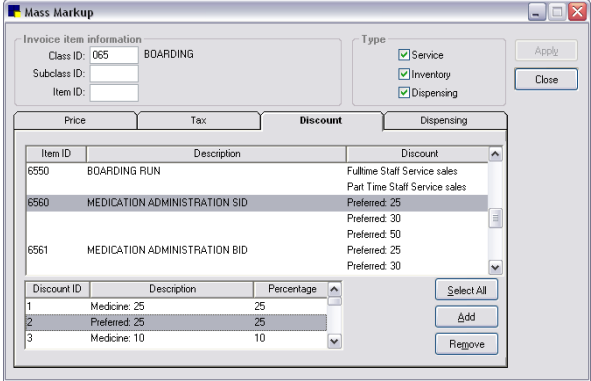 Mass Markup
Invoice item information
Class ID: 065 BOARDING
Subclass ID:
Item ID:
Type
Service
Inventory
Dispensing
Apply
Close
Price Tax Discount Dispensing
Item ID Description Discount
6550 BOARDING RUN Fulltime Staff Service sales
Part Time Staff Service sales
6560 MEDICATION ADMINISTRATION SID Preferred: 25
Preferred: 30
Preferred: 50
6561 MEDICATION ADMINISTRATION BID Preferred: 25
Preferred: 30
Discount ID Description Percentage
1 Medicine: 25 25
2 Preferred: 25 25
3 Medicine: 10 10
Select All
Add
Remove